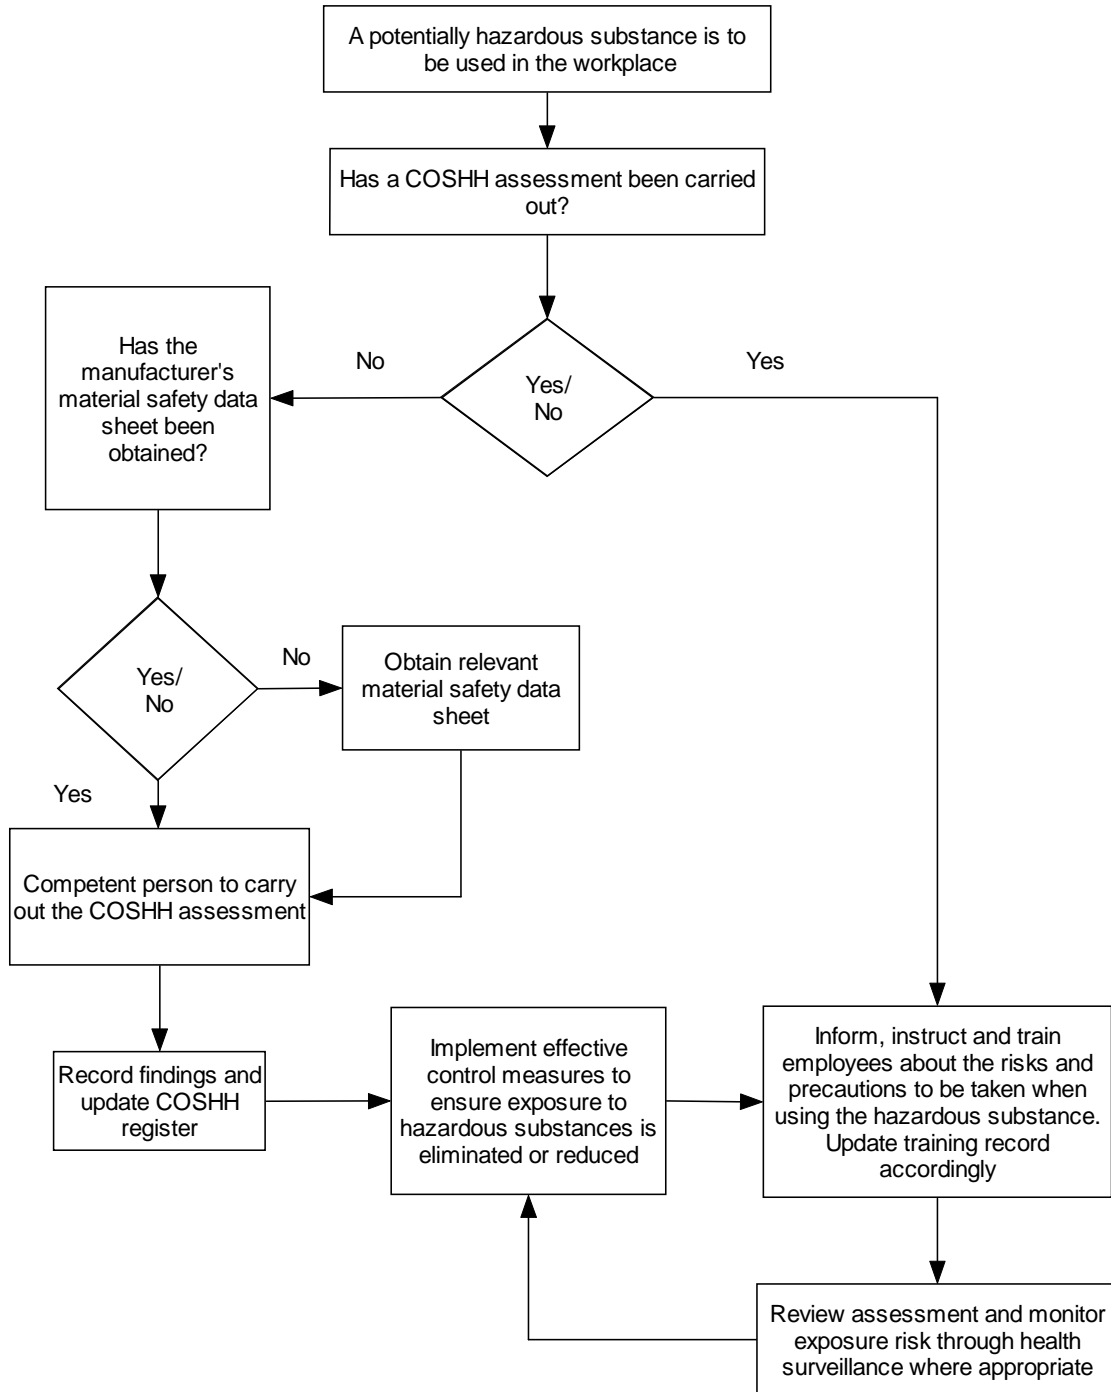 A potentially hazardous substance is to
be used in the workplace
Has a COSHH assessment been carried
out?
Has the
manufacturer's
material safety data
sheet been
obtained?
No
Yes/
No
Yes
Yes/
No
No
Obtain relevant
material safety data
sheet
Yes
Competent person to carry
out the COSHH assessment
Record findings and
update COSHH
register
Implement effective
control measures to
ensure exposure to
hazardous substances is
eliminated or reduced
Inform, instruct and train
employees about the risks and
precautions to be taken when
using the hazardous substance.
Update training record
accordingly
Review assessment and monitor
exposure risk through health
surveillance where appropriate